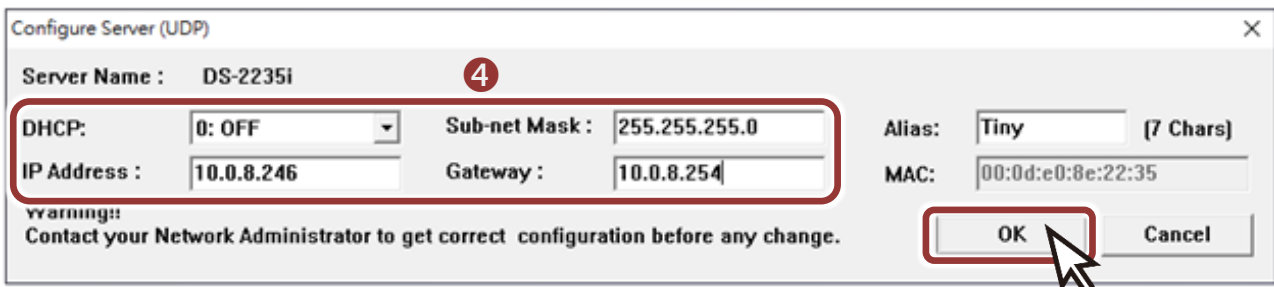 Configure Server (UDP)
Server Name : DS-2235i
4
DHCP: 0: OFF Sub-net Mask : 255.255.255.0 Alias: Tiny (7 Chars)
IP Address : 10.0.8.246 Gateway : 10.0.8.254 MAC: 00:0d:e0:8e:22:35
Warning!!
Contact your Network Administrator to get correct configuration before any change.
OK Cancel